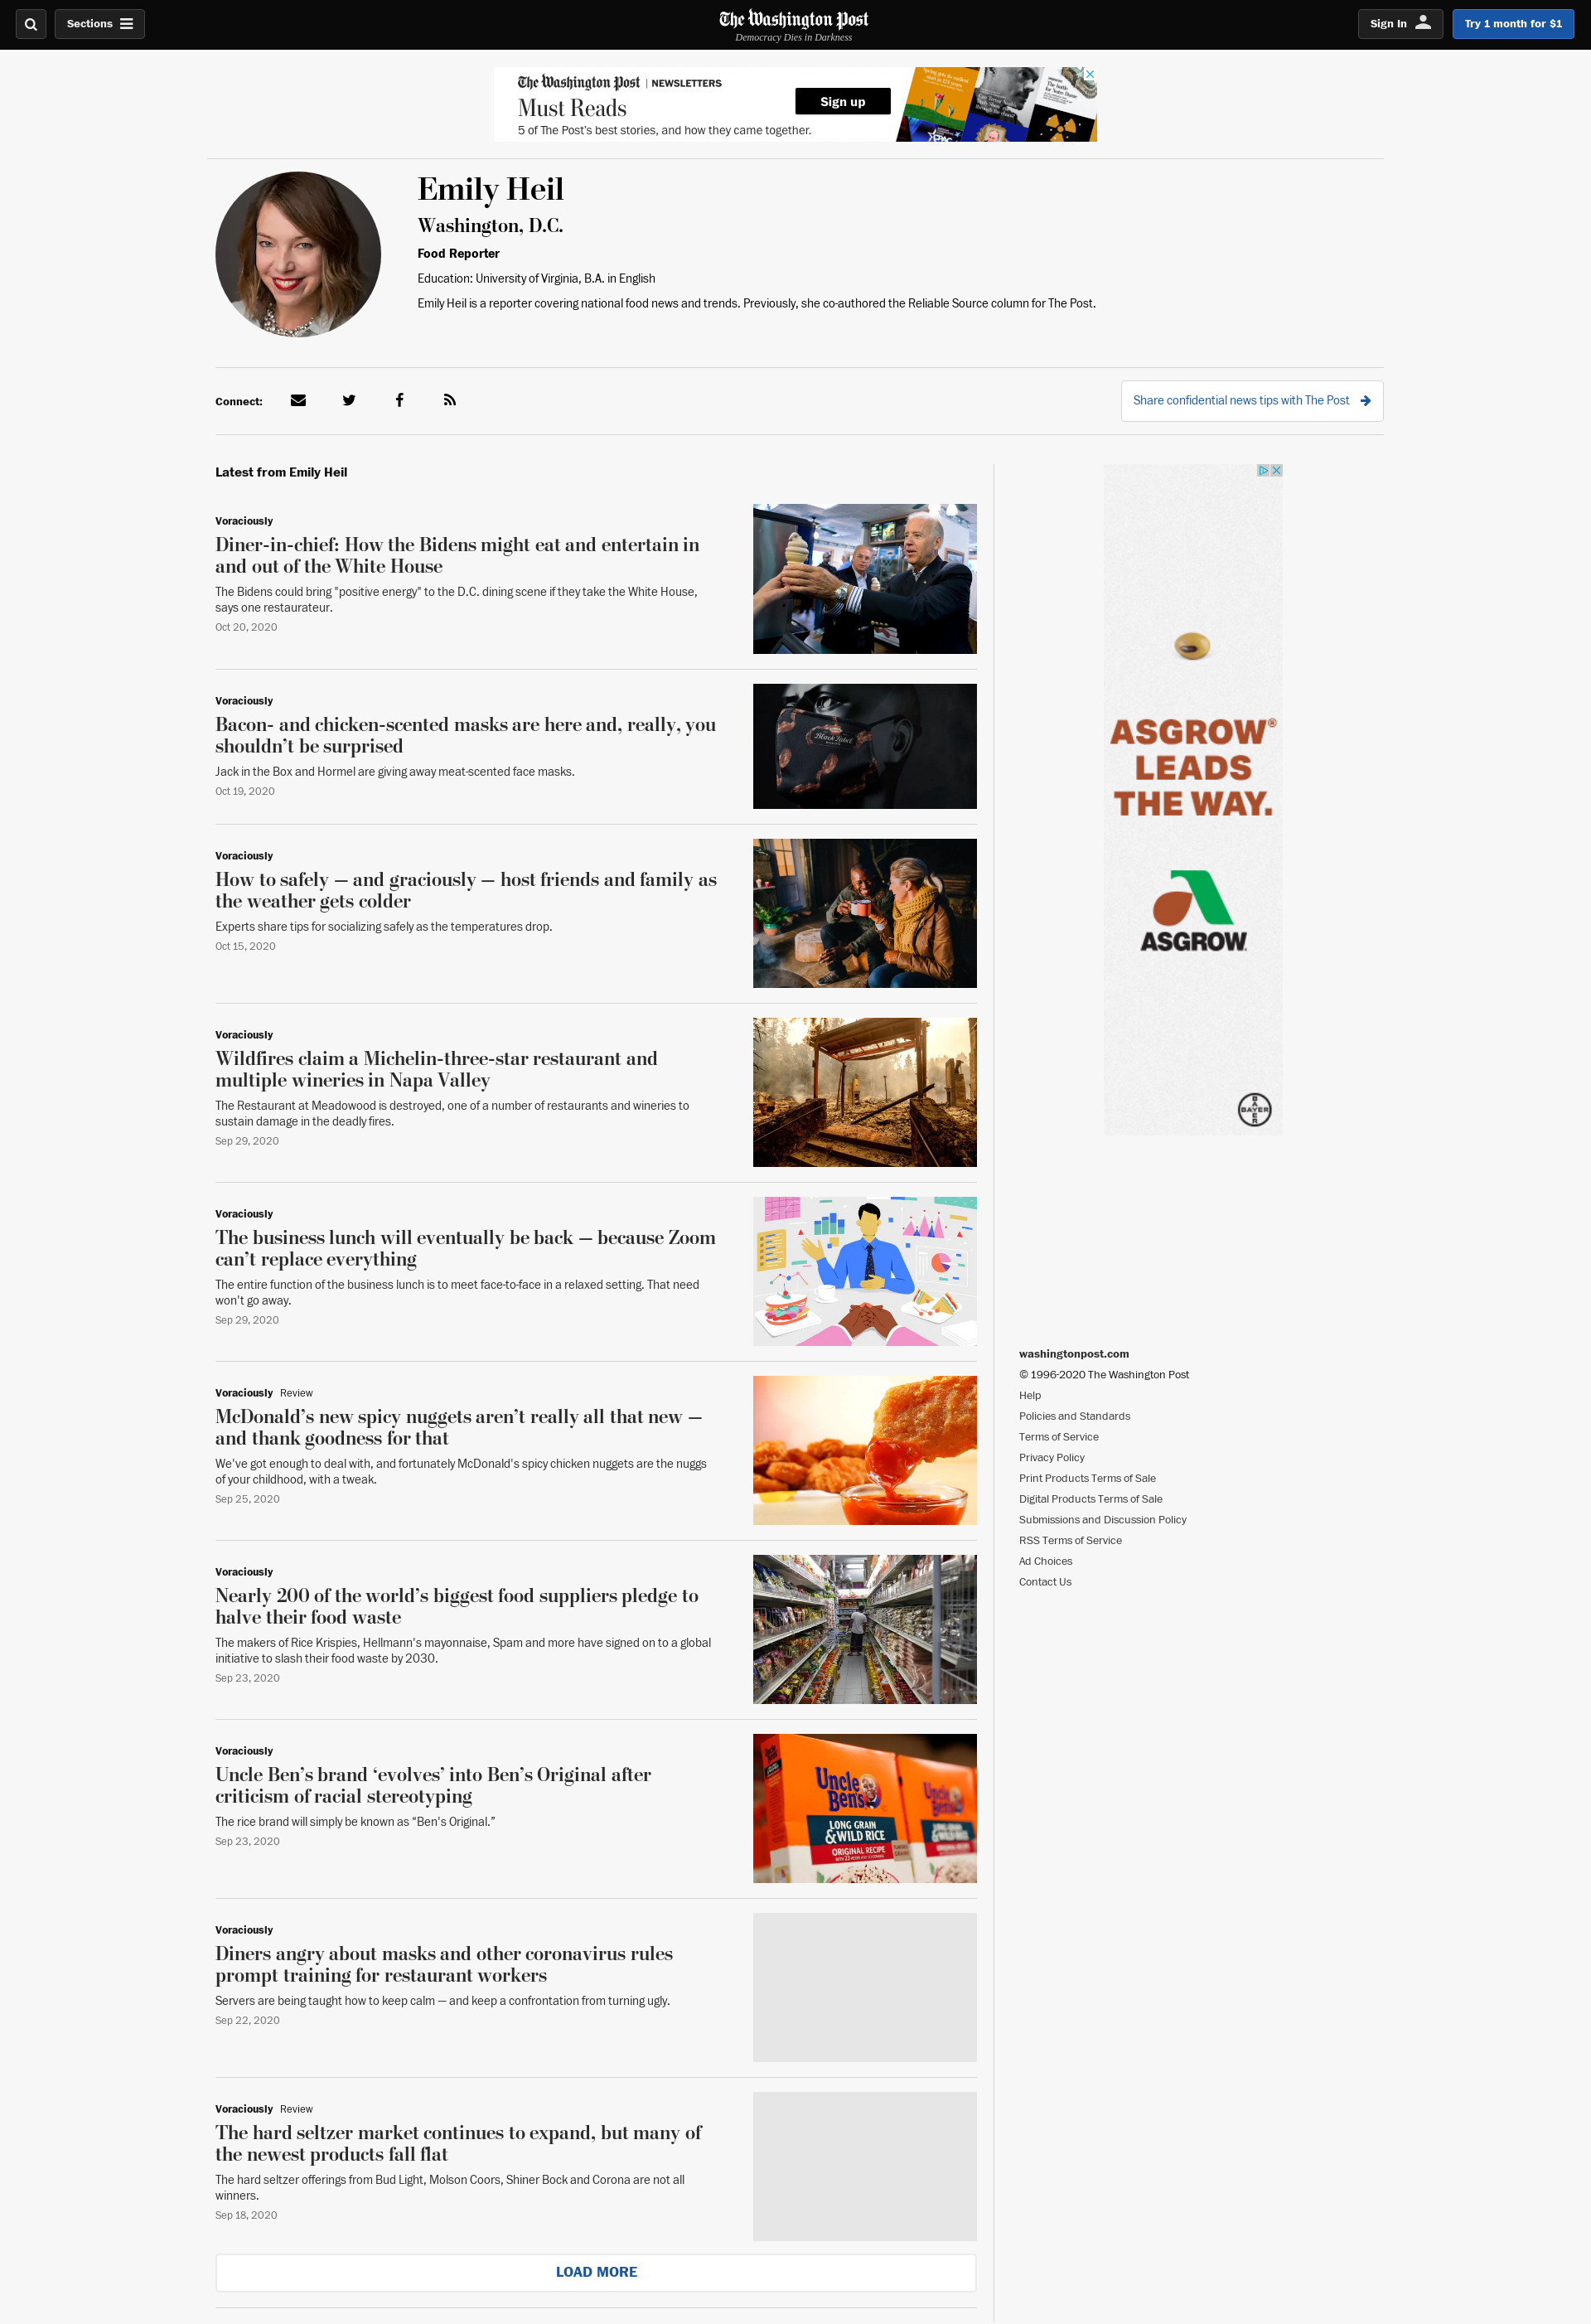 Sections
The Washington Post
Democracy Dies in Darkness
Sign In
Try 1 month for $1
The Washington Post | NEWSLETTERS
Must Reads
5 of The Post's best stories, and how they came together.
Sign up
Emily Heil
Washington, D.C.
Food Reporter
Education: University of Virginia, B.A. in English
Emily Heil is a reporter covering national food news and trends. Previously, she co-authored the Reliable Source column for The Post.
Connect:
Share confidential news tips with The Post
Latest from Emily Heil
Voraciously
Diner-in-chief: How the Bidens might eat and entertain in
and out of the White House
The Bidens could bring "positive energy" to the D.C. dining scene if they take the White House,
says one restaurateur.
Oct 20, 2020
Voraciously
Bacon- and chicken-scented masks are here and, really, you
shouldn't be surprised
Jack in the Box and Hormel are giving away meat-scented face masks.
Oct 19, 2020
Black Label
Voraciously
How to safely — and graciously — host friends and family as
the weather gets colder
Experts share tips for socializing safely as the temperatures drop.
Oct 15, 2020
Voraciously
Wildfires claim a Michelin-three-star restaurant and
multiple wineries in Napa Valley
The Restaurant at Meadowood is destroyed, one of a number of restaurants and wineries to
sustain damage in the deadly fires.
Sep 29, 2020
Voraciously
The business lunch will eventually be back — because Zoom
can't replace everything
The entire function of the business lunch is to meet face-to-face in a relaxed setting. That need
won't go away.
Sep 29, 2020
Voraciously Review
McDonald's new spicy nuggets aren't really all that new —
and thank goodness for that
We've got enough to deal with, and fortunately McDonald's spicy chicken nuggets are the nuggs
of your childhood, with a tweak.
Sep 25, 2020
Voraciously
Nearly 200 of the world's biggest food suppliers pledge to
halve their food waste
The makers of Rice Krispies, Hellmann's mayonnaise, Spam and more have signed on to a global
initiative to slash their food waste by 2030.
Sep 23, 2020
Voraciously
Uncle Ben's brand 'evolves' into Ben's Original after
criticism of racial stereotyping
The rice brand will simply be known as "Ben's Original."
Sep 23, 2020
Uncle
Ben's
LONG GRAIN
& WILD RICE
ORIGINAL RECIPE
Voraciously
Diners angry about masks and other coronavirus rules
prompt training for restaurant workers
Servers are being taught how to keep calm — and keep a confrontation from turning ugly.
Sep 22, 2020
Voraciously Review
The hard seltzer market continues to expand, but many of
the newest products fall flat
The hard seltzer offerings from Bud Light, Molson Coors, Shiner Bock and Corona are not all
winners.
Sep 18, 2020
LOAD MORE
ASGROW®
LEADS
THE WAY.
ASGROW
BAYER
washingtonpost.com
© 1996-2020 The Washington Post
Help
Policies and Standards
Terms of Service
Privacy Policy
Print Products Terms of Sale
Digital Products Terms of Sale
Submissions and Discussion Policy
RSS Terms of Service
Ad Choices
Contact Us